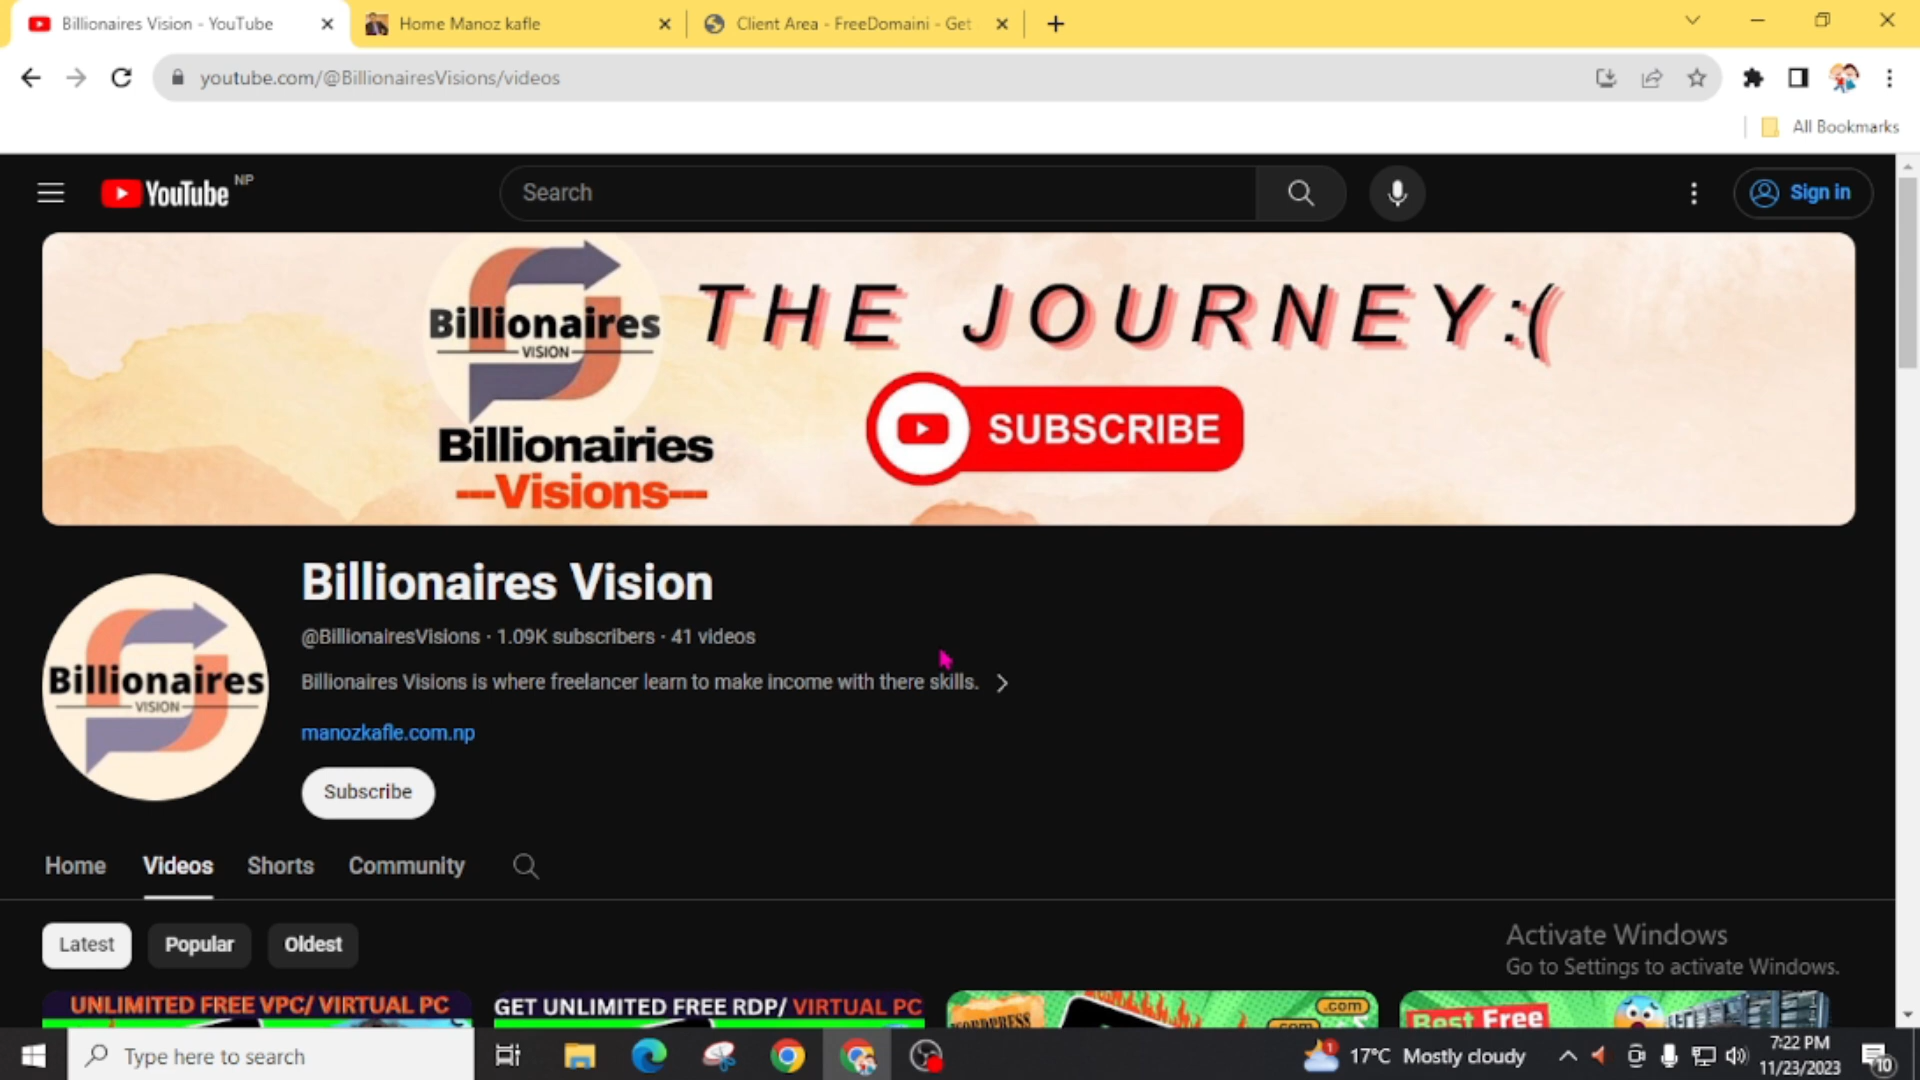 Billionaires Vision - YouTube
Home Manoz kafle
Client Area - FreeDomaini - Get
youtube.com/@BillionairesVisions/videos
All Bookmarks
YouTube NP
Search
Sign in
Billionaires
VISION
THE JOURNEY:(
SUBSCRIBE
Billionairies
---Visions---
Billionaires Vision
@BillionairesVisions · 1.09K subscribers · 41 videos
Billionaires Visions is where freelancer learn to make income with there skills.
manozkafle.com.np
Subscribe
Billionaires
VISION
Home Videos Shorts Community
Latest Popular Oldest
Activate Windows
Go to Settings to activate Windows.
UNLIMITED FREE VPC/ VIRTUAL PC
GET UNLIMITED FREE RDP/ VIRTUAL PC
WORDPRESS
.com
.com
Best Free
Type here to search
17°C Mostly cloudy
7:22 PM
11/23/2023
10